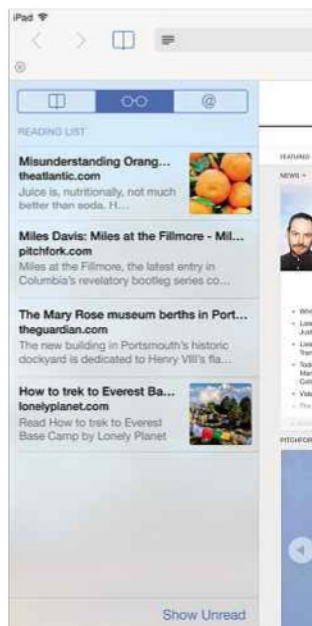 iPad
@
READING LIST
Misunderstanding Orang...
theatlantic.com
Juice is, nutritionally, not much
better than soda. H...
Miles Davis: Miles at the Fillmore - Mil...
pitchfork.com
Miles at the Fillmore, the latest entry in
Columbia's revelatory bootleg series co...
The Mary Rose museum berths in Port...
theguardian.com
The new building in Portsmouth's historic
dockyard is dedicated to Henry VIII's fla...
How to trek to Everest Ba...
lonelyplanet.com
Read How to trek to Everest
Base Camp by Lonely Planet
Show Unread
FEATURED
NEWS
PITCHFOR